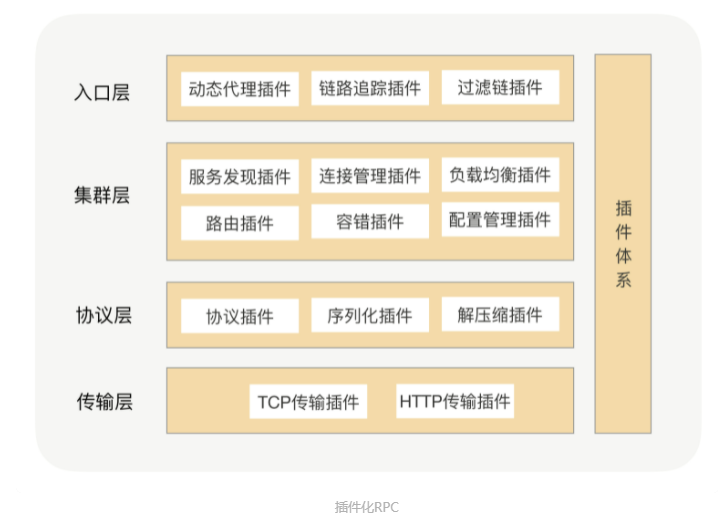 入口层
动态代理插件
链路追踪插件
过滤链插件
集群层
服务发现插件
连接管理插件
负载均衡插件
路由插件
容错插件
配置管理插件
协议层
协议插件
序列化插件
解压缩插件
传输层
TCP传输插件
HTTP传输插件
插件体系
插件化RPC